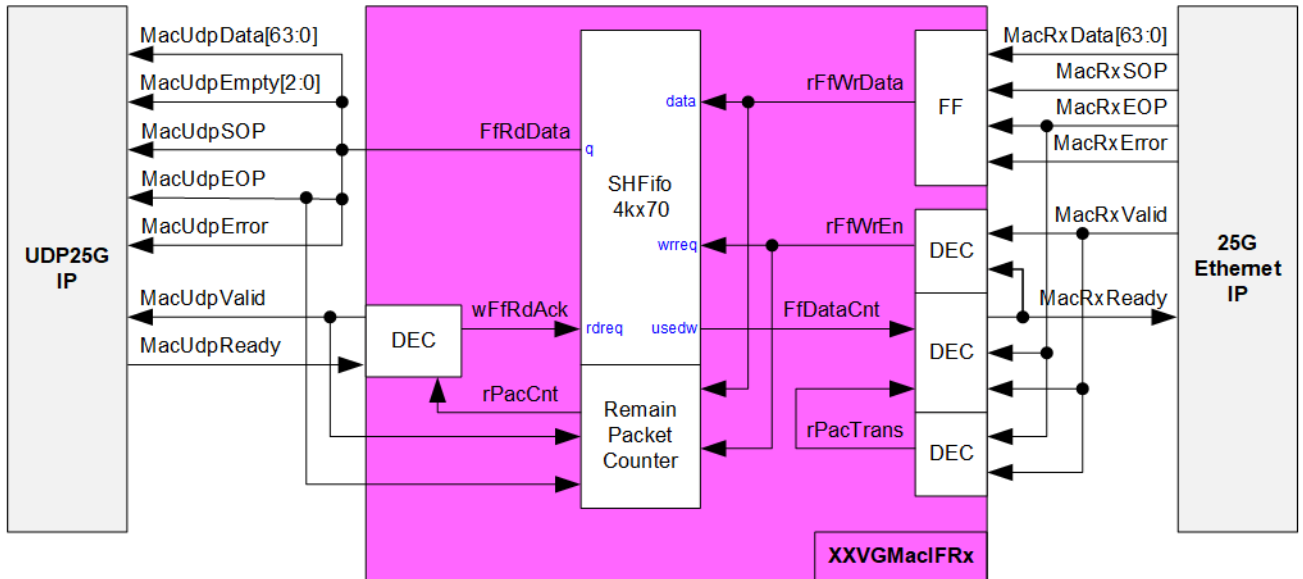 MacUdpData[63:0]
MacUdpEmpty[2:0]
MacUdpSOP
MacUdpEOP
MacUdpError
UDP25G
IP
MacUdpValid
MacUdpReady
FfRdData
q
data
SHFifo
4kx70
wrreq
rdreq
usedw
DEC
wFfRdAck
rPacCnt
Remain
Packet
Counter
rFfWrData
FF
rFfWrEn
DEC
FfDataCnt
DEC
rPacTrans
DEC
MacRxData[63:0]
MacRxSOP
MacRxEOP
MacRxError
MacRxValid
MacRxReady
25G
Ethernet
IP
XXVGMacIFRx